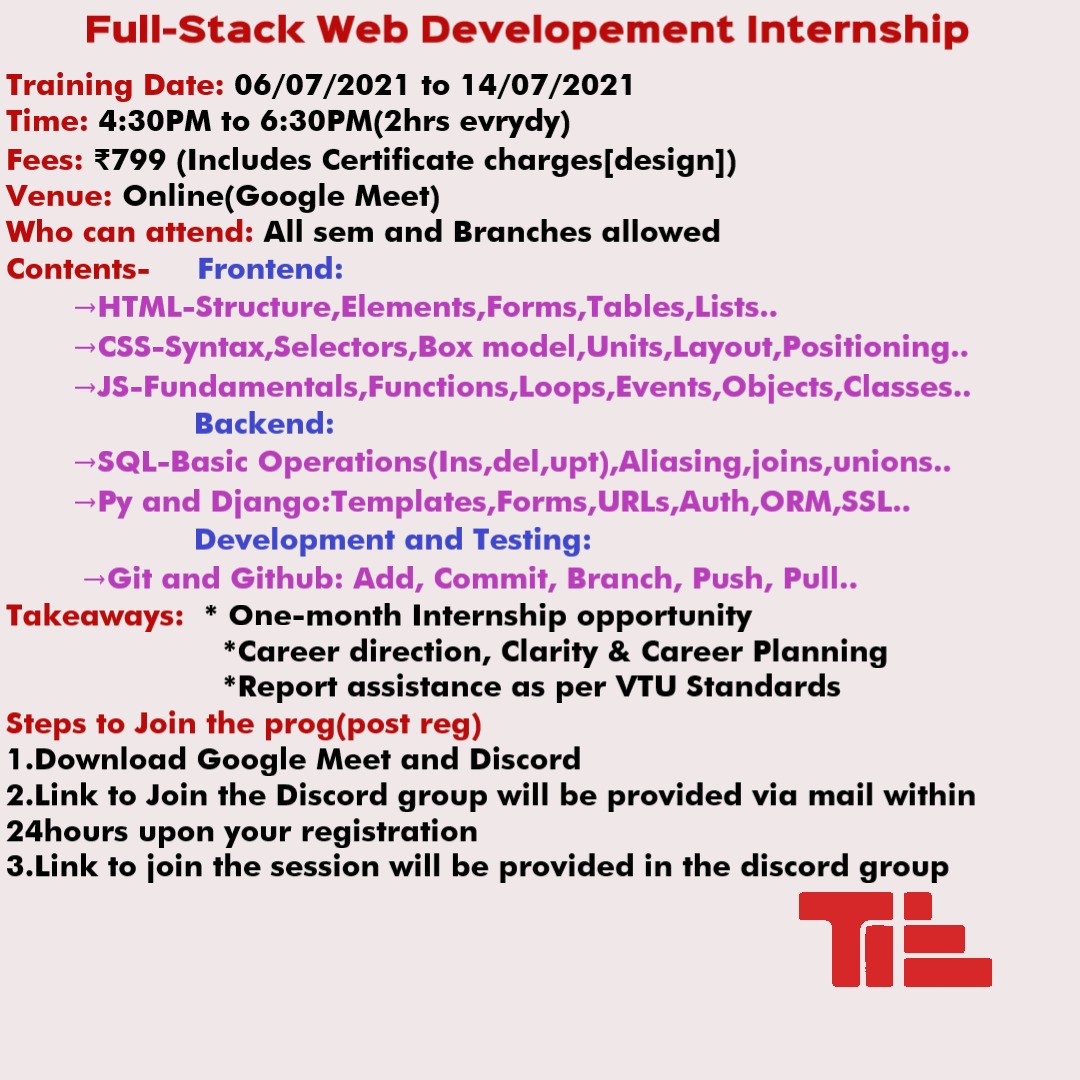 Full-Stack Web Developement Internship
Training Date: 06/07/2021 to 14/07/2021
Time: 4:30PM to 6:30PM(2hrs evrydy)
Fees: ₹799 (Includes Certificate charges[design])
Venue: Online(Google Meet)
Who can attend: All sem and Branches allowed
Contents- Frontend:
→HTML-Structure,Elements,Forms,Tables,Lists..
→CSS-Syntax,Selectors,Box model,Units,Layout,Positioning..
→JS-Fundamentals,Functions,Loops,Events,Objects,Classes..
Backend:
→SQL-Basic Operations(Ins,del,upt),Aliasing,joins,unions..
→Py and Django:Templates,Forms,URLs,Auth,ORM,SSL..
Development and Testing:
→Git and Github: Add, Commit, Branch, Push, Pull..
Takeaways: * One-month Internship opportunity
*Career direction, Clarity & Career Planning
*Report assistance as per VTU Standards
Steps to Join the prog(post reg)
1.Download Google Meet and Discord
2.Link to Join the Discord group will be provided via mail within
24hours upon your registration
3.Link to join the session will be provided in the discord group